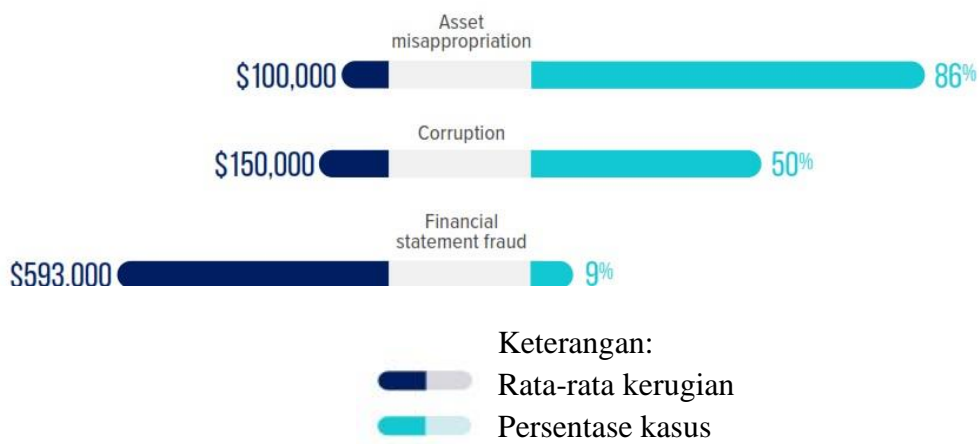 Asset
misappropriation
$100,000
86%
Corruption
$150,000
50%
Financial
statement fraud
$593,000
9%
Keterangan:
Rata-rata kerugian
Persentase kasus